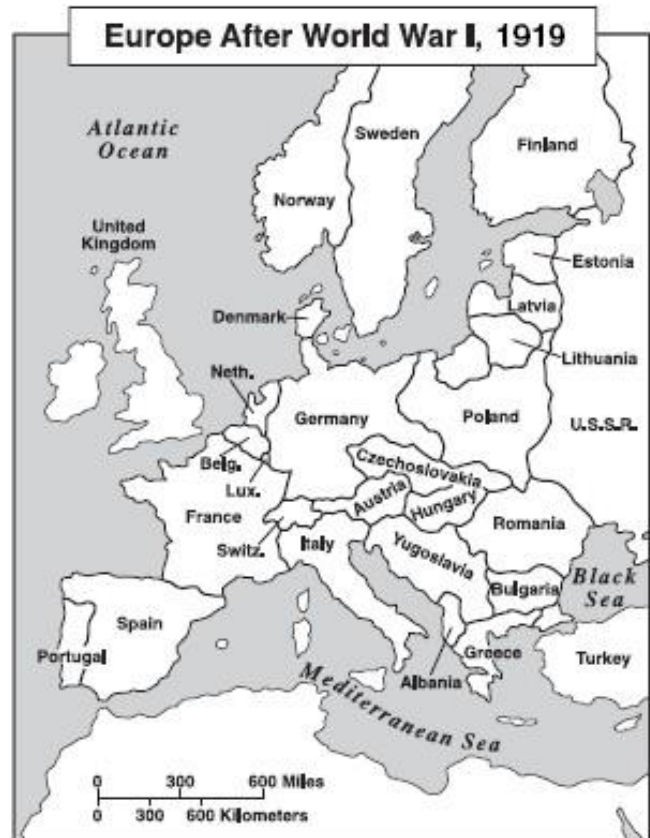 Europe After World War I, 1919
Atlantic
Ocean
Sweden
Finland
Norway
United
Kingdom
Estonia
Denmark
Latvia
Lithuania
Neth.
Germany
Poland
U.S.S.R.
Belg.
Czechoslovakia
Lux.
Austria
Hungary
France
Romania
Switz.
Italy
Yugoslavia
Black
Sea
Bulgaria
Spain
Portugal
Greece
Turkey
Albania
Mediterranean Sea
0 300 600 Miles
0 300 600 Kilometers